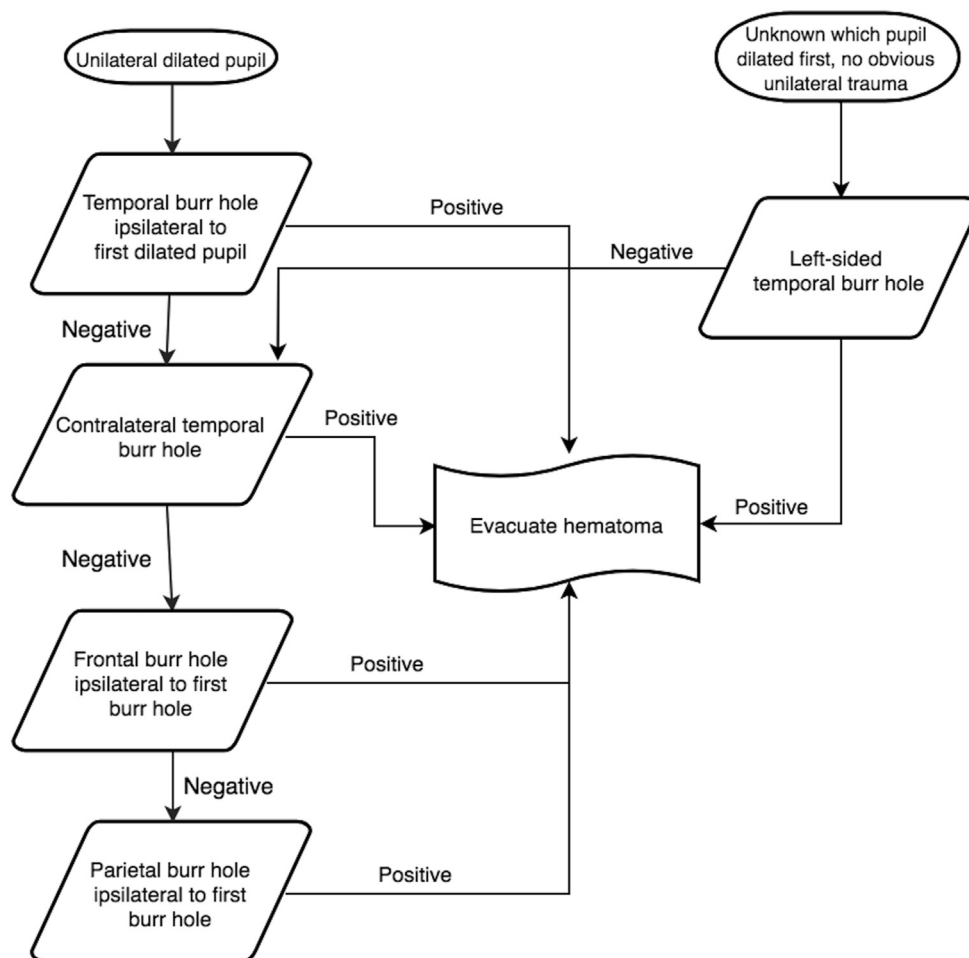 Unilateral dilated pupil
Unknown which pupil
dilated first, no obvious
unilateral trauma
Temporal burr hole
ipsilateral to
first dilated pupil
Positive
Negative
Left-sided
temporal burr hole
Negative
Contralateral temporal
burr hole
Positive
Evacuate hematoma
Positive
Negative
Frontal burr hole
ipsilateral to first
burr hole
Positive
Negative
Parietal burr hole
ipsilateral to first
burr hole
Positive